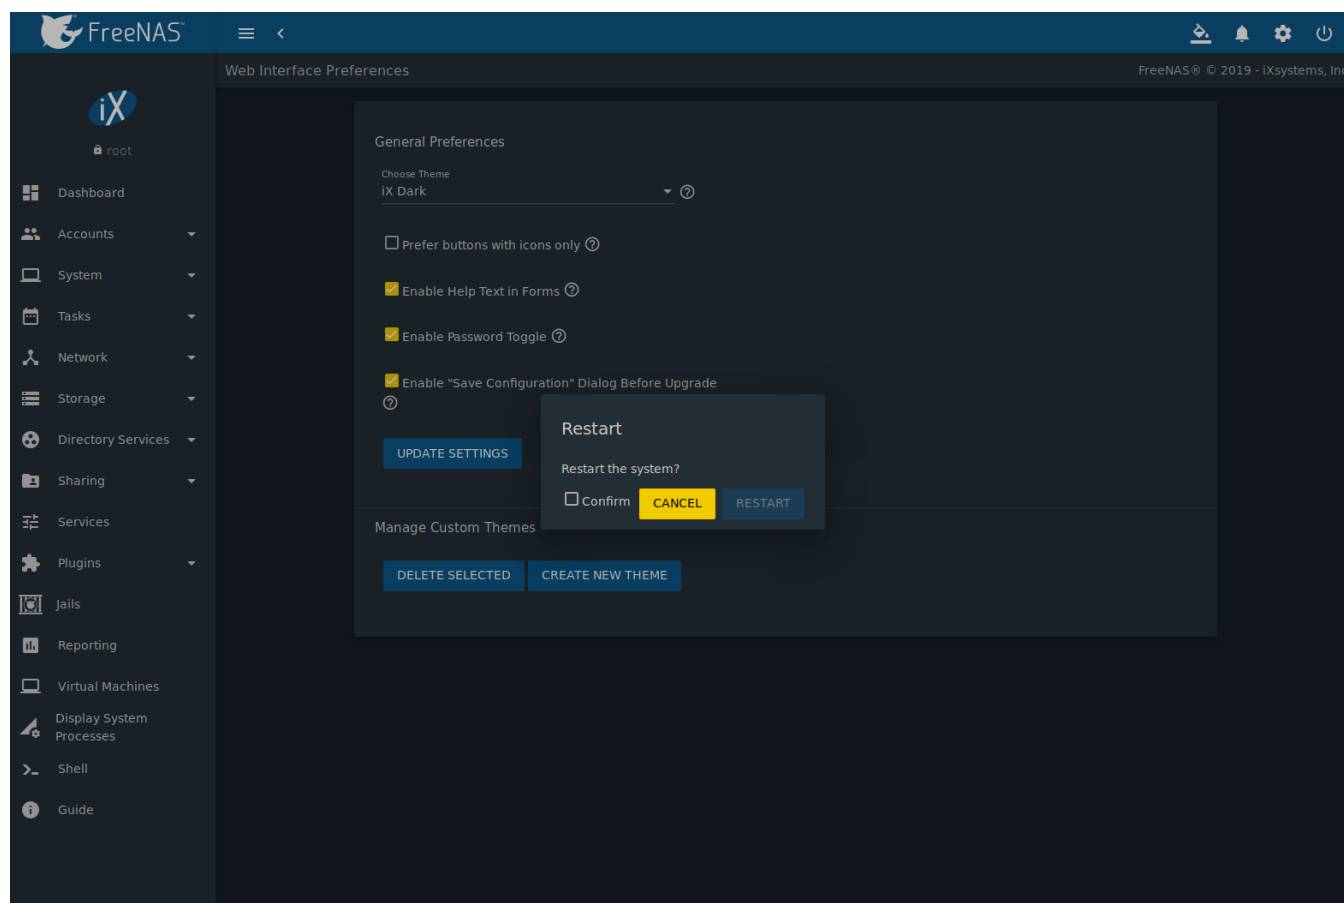 FreeNAS™
Web Interface Preferences
FreeNAS® © 2019 - iXsystems, Inc
iX
root
Dashboard
Accounts
System
Tasks
Network
Storage
Directory Services
Sharing
Services
Plugins
Jails
Reporting
Virtual Machines
Display System
Processes
Shell
Guide
General Preferences
Choose Theme
iX Dark
Prefer buttons with icons only
Enable Help Text in Forms
Enable Password Toggle
Enable "Save Configuration" Dialog Before Upgrade
UPDATE SETTINGS
Manage Custom Themes
DELETE SELECTED CREATE NEW THEME
Restart
Restart the system?
Confirm CANCEL RESTART